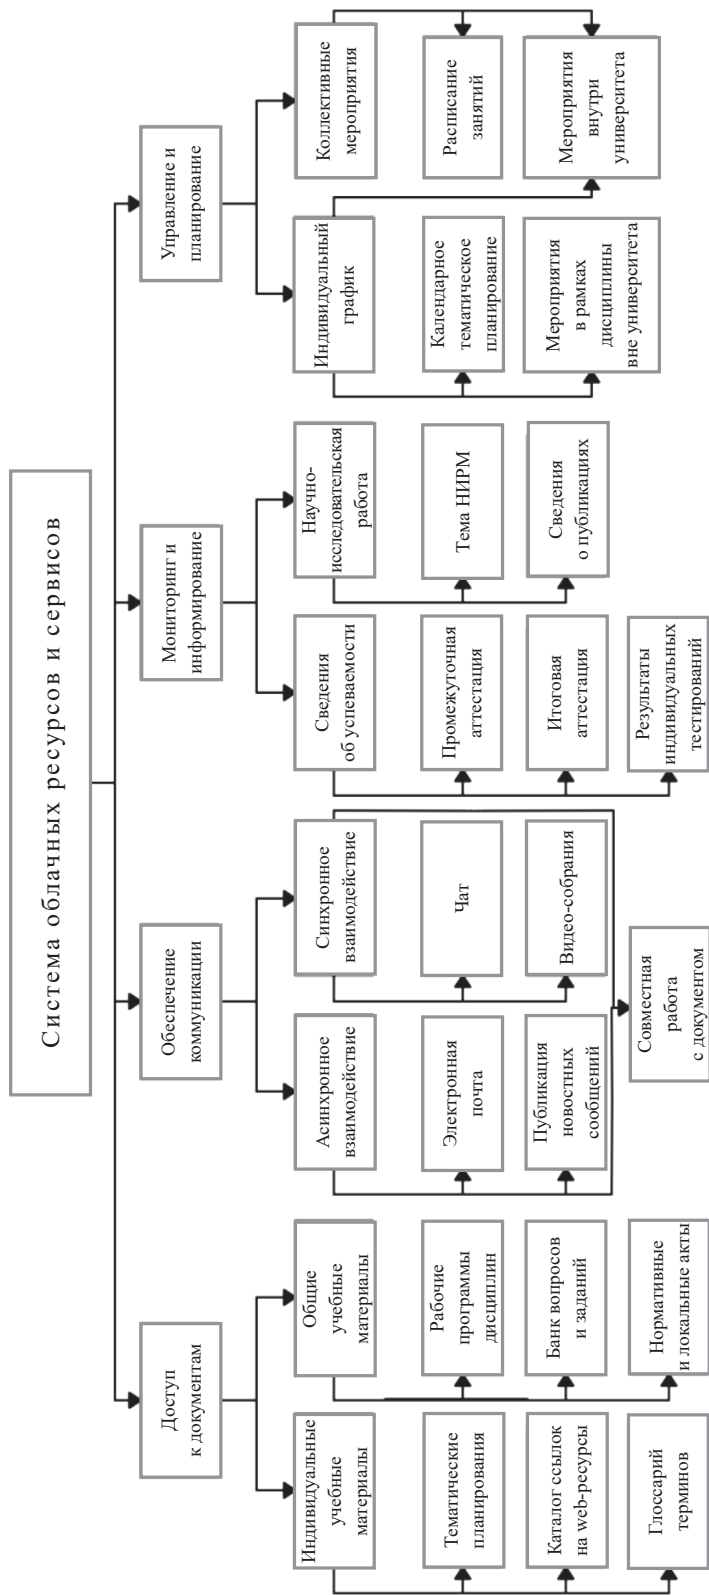 Система облачных ресурсов и сервисов
Доступ
к документам
Обеспечение
коммуникации
Мониторинг и
информирование
Управление и
планирование
Индивидуальные
учебные
материалы
Общие
учебные
материалы
Асинхронное
взаимодействие
Синхронное
взаимодействие
Сведения
об успеваемости
Научно-
исследовательская
работа
Индивидуальный
график
Коллективные
мероприятия
Тематические
планирования
Рабочие
программы
дисциплин
Электронная
почта
Чат
Промежуточная
аттестация
Тема НИРМ
Календарное
тематическое
планирование
Расписание
занятий
Каталог ссылок
на web-ресурсы
Банк вопросов
и заданий
Публикация
новостных
сообщений
Видео-собрания
Итоговая
аттестация
Сведения
о публикациях
Мероприятия
в рамках
дисциплины
вне университета
Мероприятия
внутри
университета
Глоссарий
терминов
Нормативные
и локальные акты
Совместная
работа
с документом
Результаты
индивидуальных
тестирований